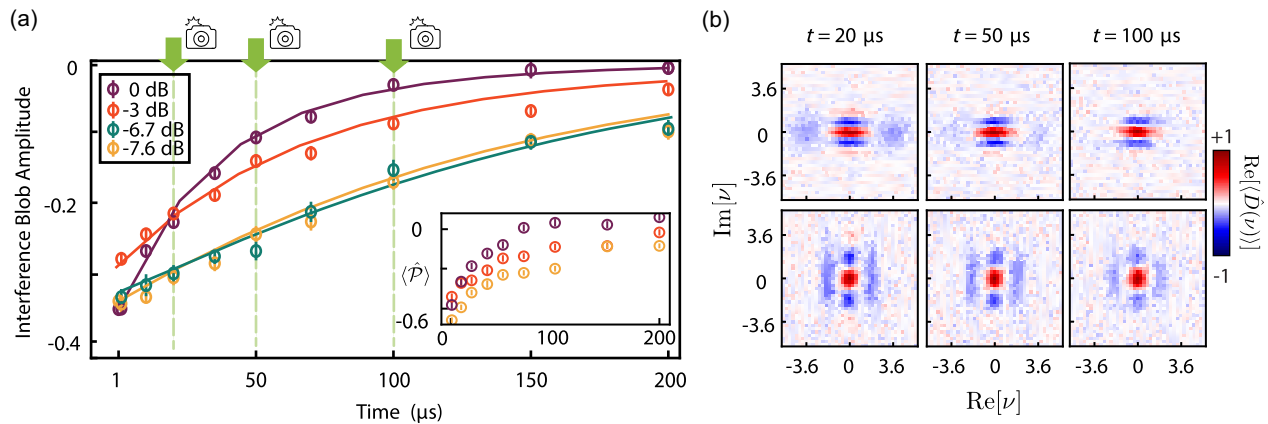 (a)
0
-0.2
-0.4
Interference Blob Amplitude
0 dB
-3 dB
-6.7 dB
-7.6 dB
1
50
100
150
200
Time (μs)
0
⟨𝒫̂⟩
-0.6
0
100
200
(b)
t = 20 μs
t = 50 μs
t = 100 μs
3.6
0
-3.6
3.6
0
-3.6
Im[ν]
-3.6
0
3.6
-3.6
0
3.6
-3.6
0
3.6
Re[ν]
+1
-1
Re[⟨D̂(ν)⟩]